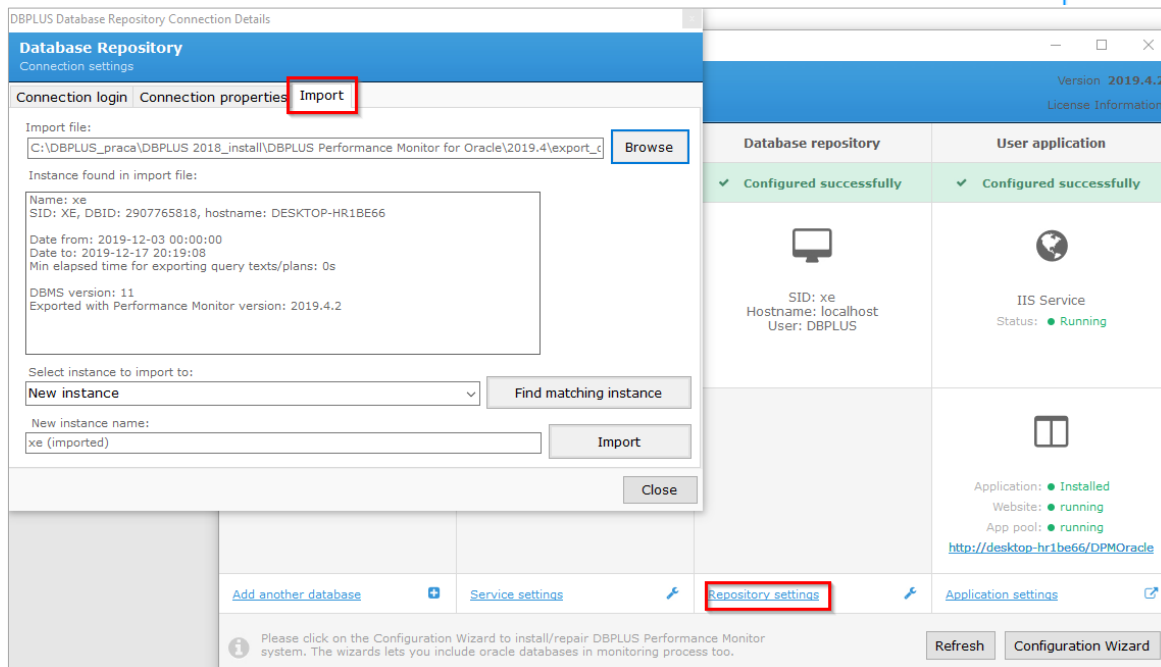 DBPLUS Database Repository Connection Details
Database Repository
Connection settings
Connection login Connection properties Import
Import file:
C:\DBPLUS_praca\DBPLUS 2018_install\DBPLUS Performance Monitor for Oracle\2019.4\export_ Browse
Instance found in import file:
Name: xe
SID: XE, DBID: 2907765818, hostname: DESKTOP-HR1BE66
Date from: 2019-12-03 00:00:00
Date to: 2019-12-17 20:19:08
Min elapsed time for exporting query texts/plans: 0s
DBMS version: 11
Exported with Performance Monitor version: 2019.4.2
Select instance to import to:
New instance Find matching instance
New instance name:
xe (imported) Import
Close
Version 2019.4.2
License Information
Database repository User application
Configured successfully Configured successfully
SID: xe
Hostname: localhost
User: DBPLUS
IIS Service
Status: Running
Application: Installed
Website: running
App pool: running
http://desktop-hr1be66/DPMOracle
Add another database Service settings Repository settings Application settings
Please click on the Configuration Wizard to install/repair DBPLUS Performance Monitor
system. The wizards lets you include oracle databases in monitoring process too.
Refresh Configuration Wizard